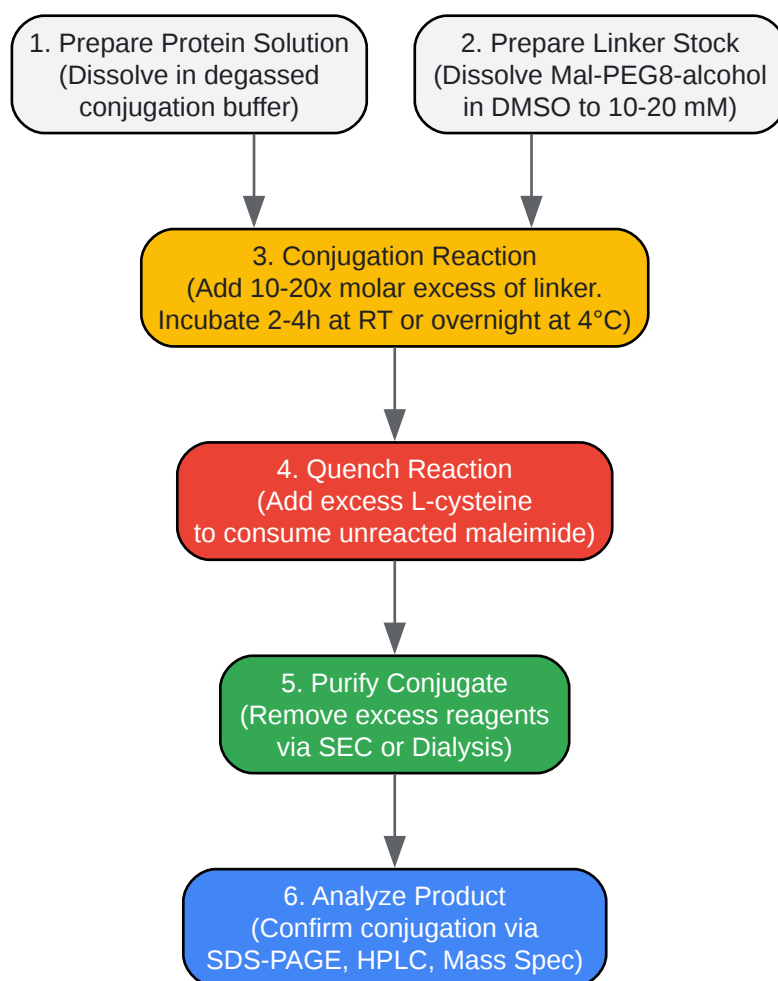 1. Prepare Protein Solution
(Dissolve in degassed
conjugation buffer)
2. Prepare Linker Stock
(Dissolve Mal-PEG8-alcohol
in DMSO to 10-20 mM)
3. Conjugation Reaction
(Add 10-20x molar excess of linker.
Incubate 2-4h at RT or overnight at 4°C)
4. Quench Reaction
(Add excess L-cysteine
to consume unreacted maleimide)
5. Purify Conjugate
(Remove excess reagents
via SEC or Dialysis)
6. Analyze Product
(Confirm conjugation via
SDS-PAGE, HPLC, Mass Spec)